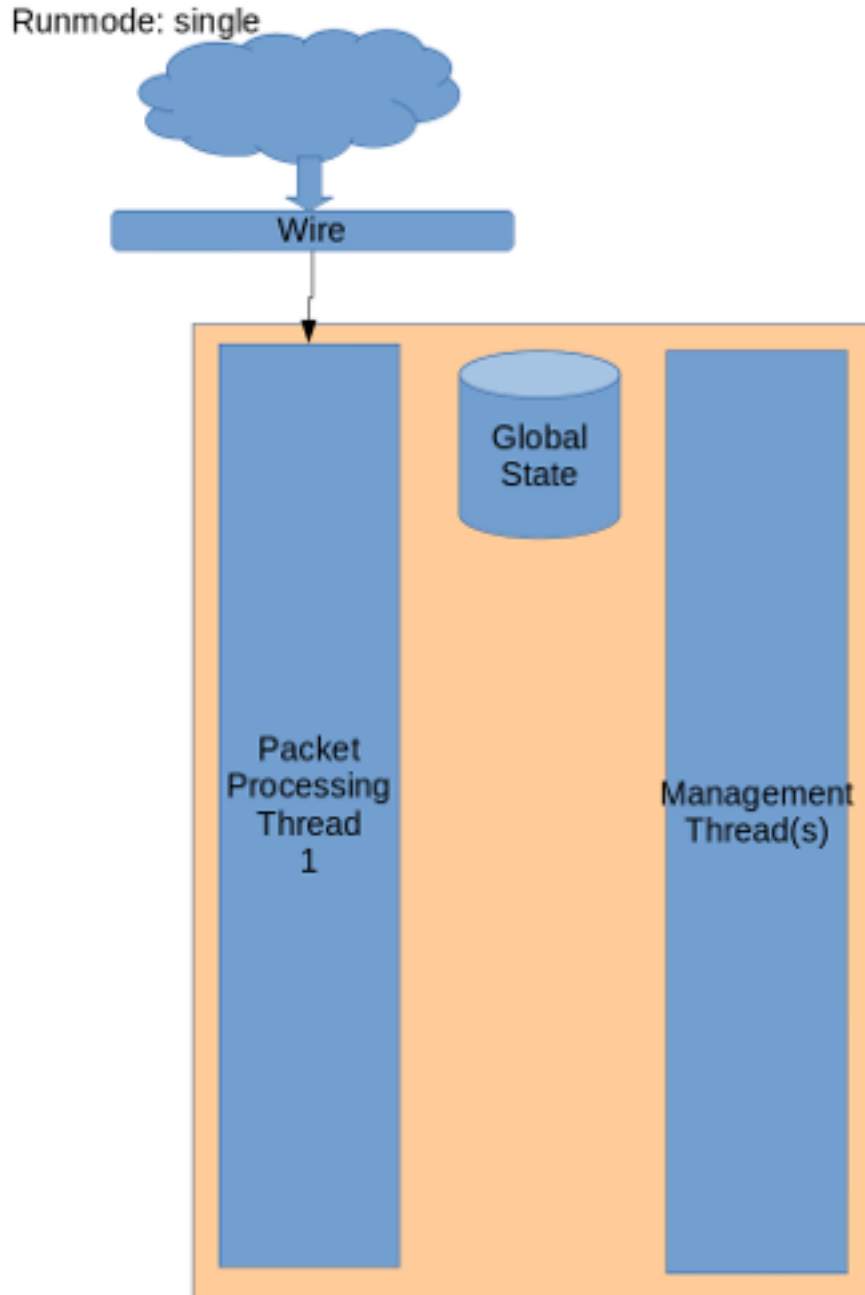 Runmode: single
Wire
Global
State
Packet
Processing
Thread
1
Management
Thread(s)